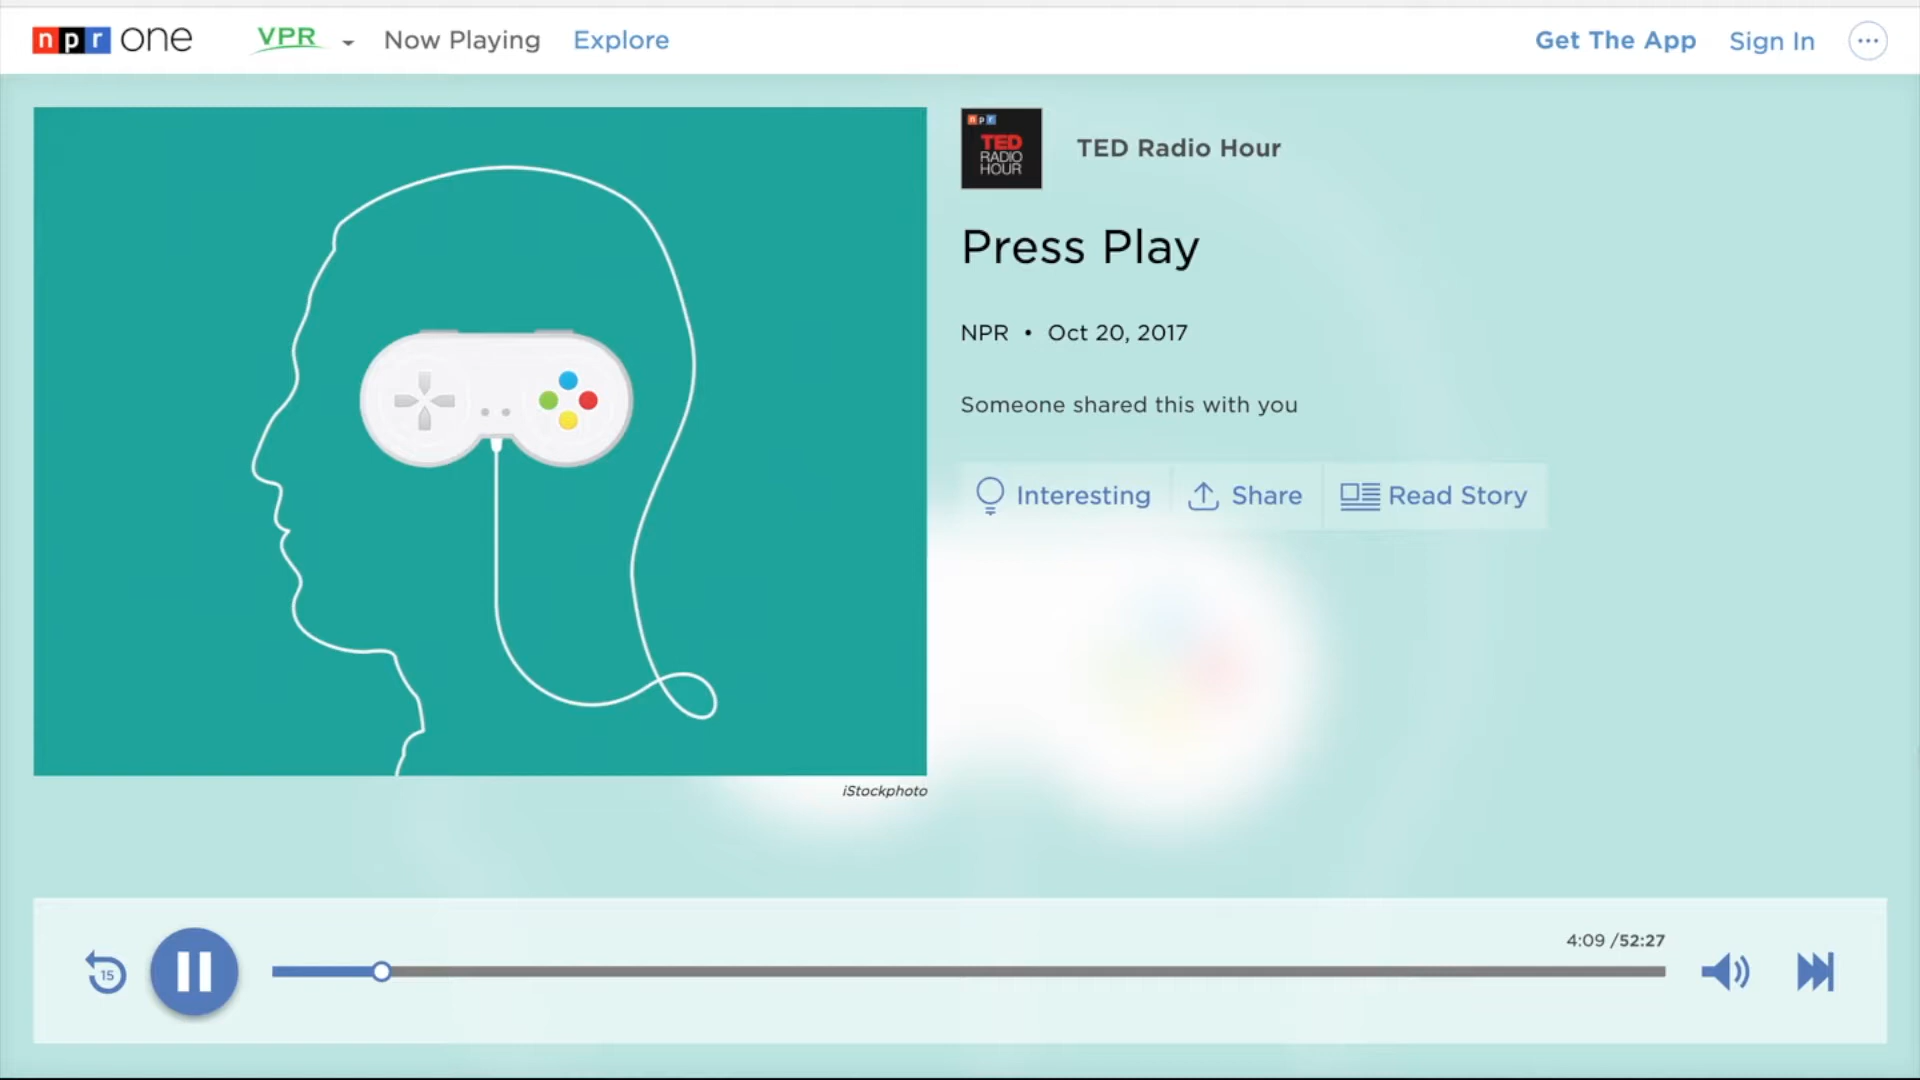 npr one
VPR
Now Playing
Explore
Get The App
Sign In
npr
TED
RADIO
HOUR
TED Radio Hour
Press Play
NPR • Oct 20, 2017
Someone shared this with you
Interesting
Share
Read Story
iStockphoto
15
4:09 /52:27